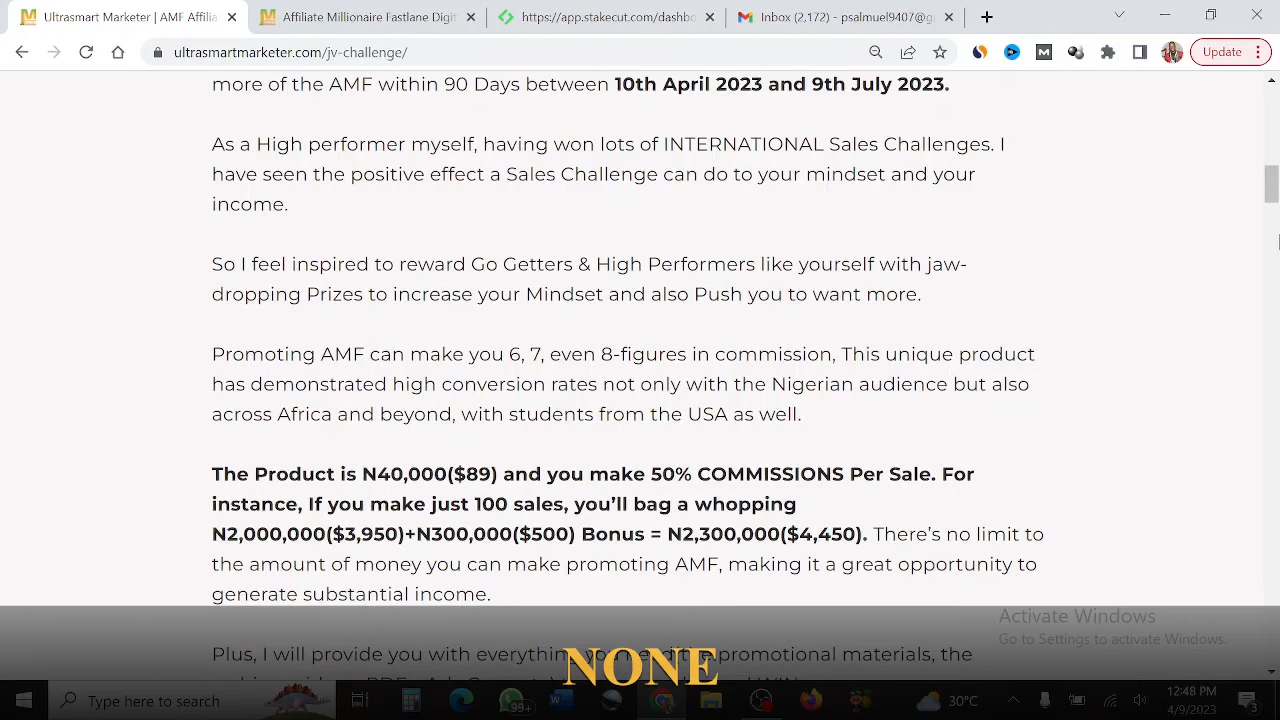 Ultrasmart Marketer | AMF Affilia
Affiliate Millionaire Fastlane Digi
https://app.stakecut.com/dashbo
Inbox (2,172) - psalmuel9407@g
ultrasmartmarketer.com/jv-challenge/
Update
more of the AMF within 90 Days between 10th April 2023 and 9th July 2023.
As a High performer myself, having won lots of INTERNATIONAL Sales Challenges. I
have seen the positive effect a Sales Challenge can do to your mindset and your
income.
So I feel inspired to reward Go Getters & High Performers like yourself with jaw-
dropping Prizes to increase your Mindset and also Push you to want more.
Promoting AMF can make you 6, 7, even 8-figures in commission, This unique product
has demonstrated high conversion rates not only with the Nigerian audience but also
across Africa and beyond, with students from the USA as well.
The Product is N40,000($89) and you make 50% COMMISSIONS Per Sale. For
instance, If you make just 100 sales, you’ll bag a whopping
N2,000,000($3,950)+N300,000($500) Bonus = N2,300,000($4,450). There’s no limit to
the amount of money you can make promoting AMF, making it a great opportunity to
generate substantial income.
Activate Windows
Go to Settings to activate Windows.
Plus, I will provide you with everything promotional materials, the
NONE
Type here to search
99+
30°C
12:48 PM
4/9/2023
3